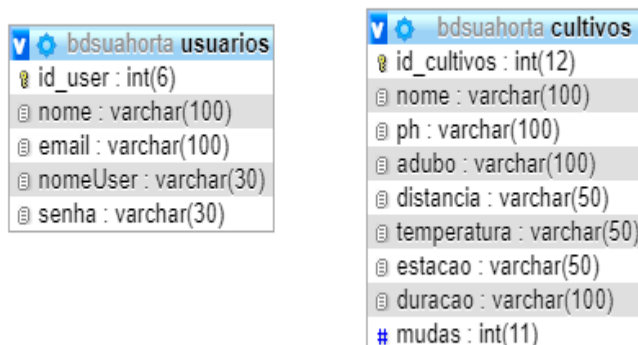 bdsuahorta usuarios
id_user : int(6)
nome : varchar(100)
email : varchar(100)
nomeUser : varchar(30)
senha : varchar(30)
bdsuahorta cultivos
id_cultivos : int(12)
nome : varchar(100)
ph : varchar(100)
adubo : varchar(100)
distancia : varchar(50)
temperatura : varchar(50)
estacao : varchar(50)
duracao : varchar(100)
# mudas : int(11)